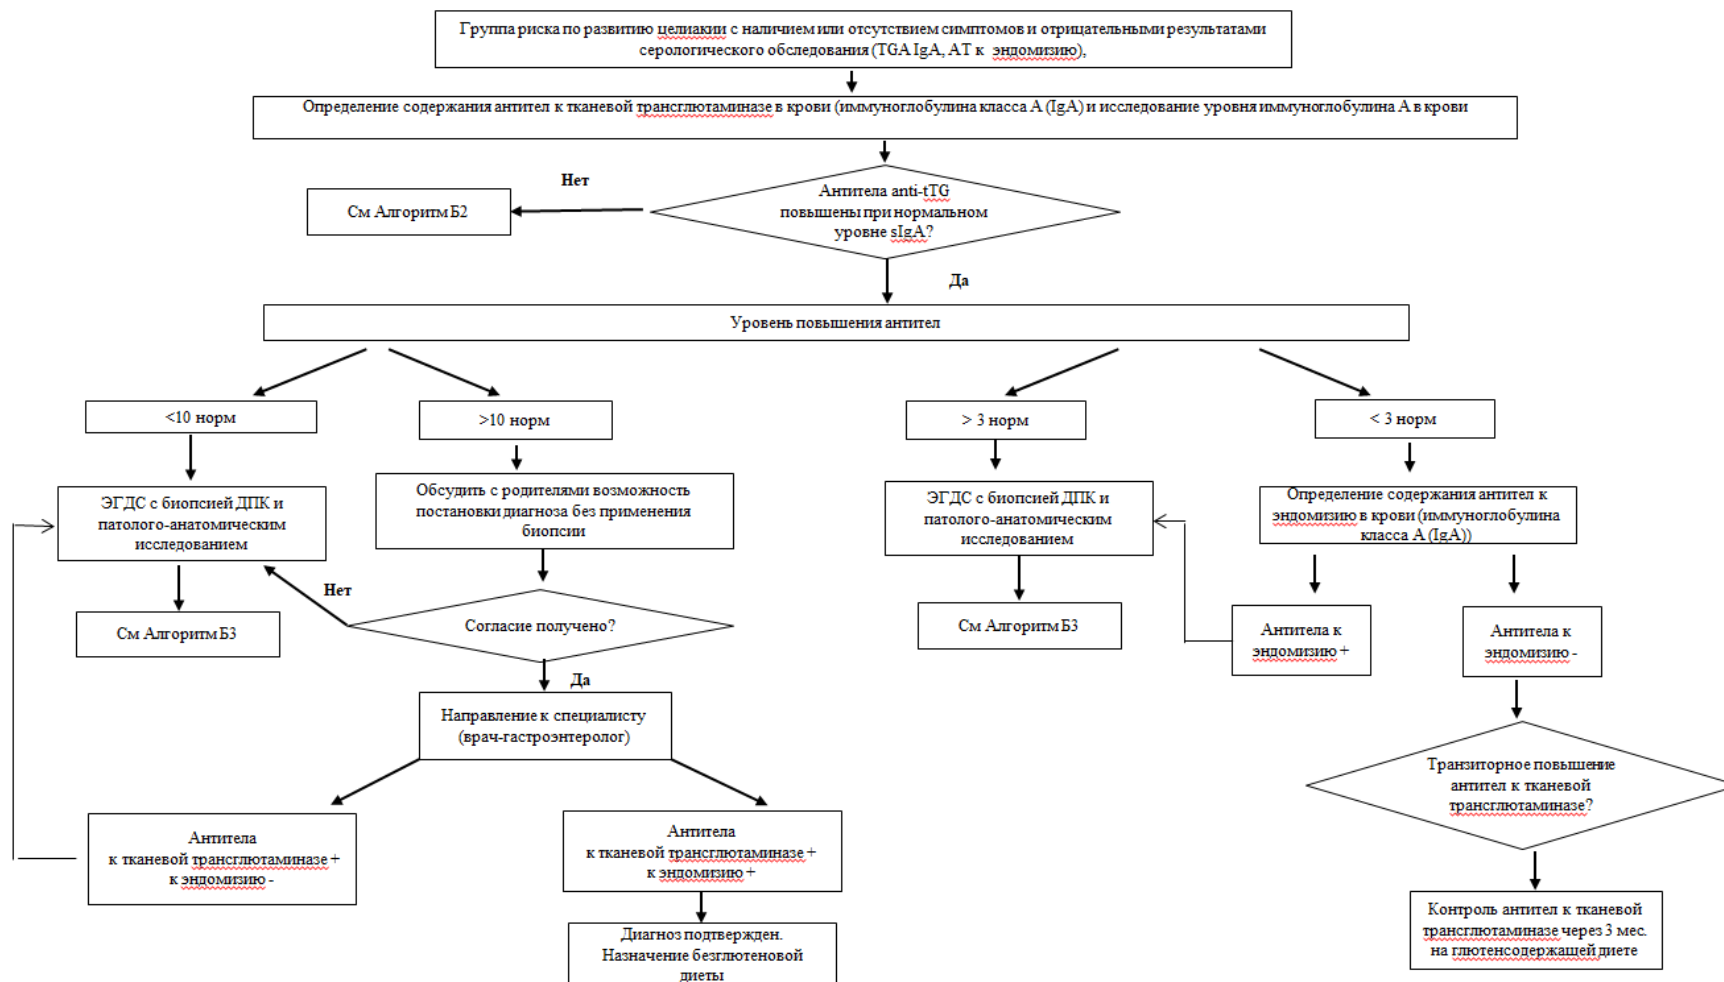 Группа риска по развитию целиакии с наличием или отсутствием симптомов и отрицательными результатами
серологического обследования (TGA IgA, АТ к эндомизию),
Определение содержания антител к тканевой трансглютаминазе в крови (иммуноглобулина класса А (IgA) и исследование уровня иммуноглобулина А в крови
Нет
См Алгоритм Б2
Антитела anti-tTG
повышены при нормальном
уровне sIgA?
Да
Уровень повышения антител
<10 норм
>10 норм
> 3 норм
< 3 норм
ЭГДС с биопсией ДПК и
патолого-анатомическим
исследованием
Обсудить с родителями возможность
постановки диагноза без применения
биопсии
ЭГДС с биопсией ДПК и
патолого-анатомическим
исследованием
Определение содержания антител к
эндомизию в крови (иммуноглобулина
класса А (IgA))
Нет
См Алгоритм Б3
Согласие получено?
См Алгоритм Б3
Антитела к
эндомизию +
Антитела к
эндомизию -
Да
Направление к специалисту
(врач-гастроэнтеролог)
Транзиторное повышение
антител к тканевой
трансглютаминазе?
Антитела
к тканевой трансглютаминазе +
к эндомизию -
Антитела
к тканевой трансглютаминазе +
к эндомизию +
Диагноз подтвержден.
Назначение безглютеновой
диеты
Контроль антител к тканевой
трансглютаминазе через 3 мес.
на глютенсодержащей диете